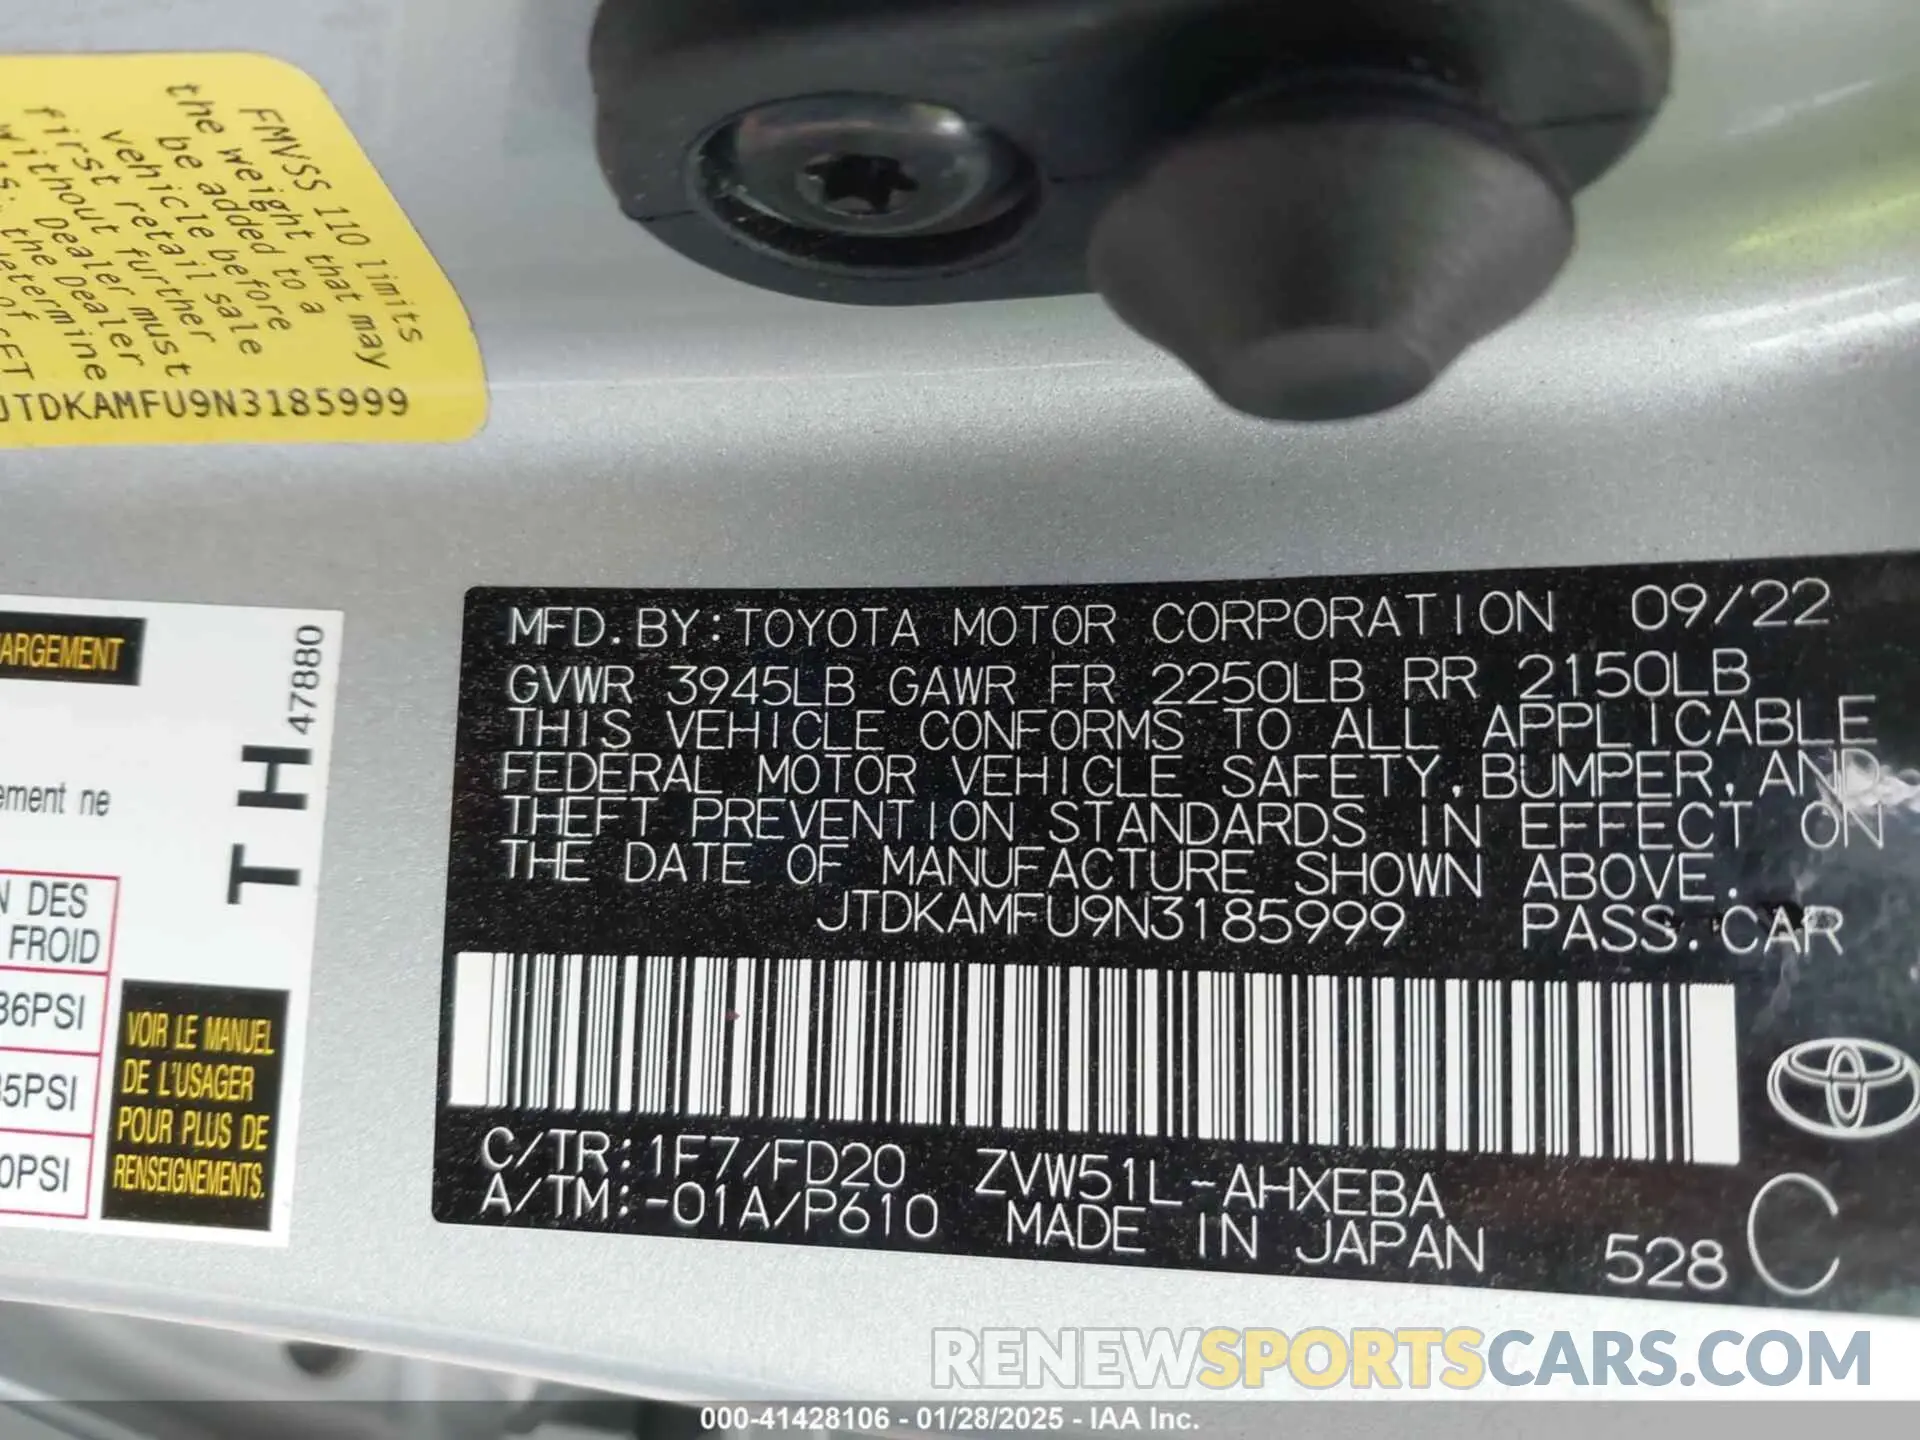 FMVSS 110 limits
the weight that may
be added to a
vehicle before
first retail sale
without further
Dealer must
the Dealer
determine
of
JTDKAMFU9N3185999
ARGEMENT
47880
TH
ement ne
N DES
FROID
36PSI
35PSI
0PSI
VOIR LE MANUEL
DE L'USAGER
POUR PLUS DE
RENSEIGNEMENTS.
MFD. BY: TOYOTA MOTOR CORPORATION 09/22
GVWR 3945LB GAWR FR 2250LB RR 2150LB
THIS VEHICLE CONFORMS TO ALL APPLICABLE
FEDERAL MOTOR VEHICLE SAFETY, BUMPER, AND
THEFT PREVENTION STANDARDS IN EFFECT ON
THE DATE OF MANUFACTURE SHOWN ABOVE.
JTDKAMFU9N3185999 PASS. CAR
C/TR: 1F7/FD20 ZVW51L-AHXEBA
A/TM: -01A/P610 MADE IN JAPAN 528 C
RENEWSPORTSCARS.COM
000-41428106 - 01/28/2025 - IAA Inc.